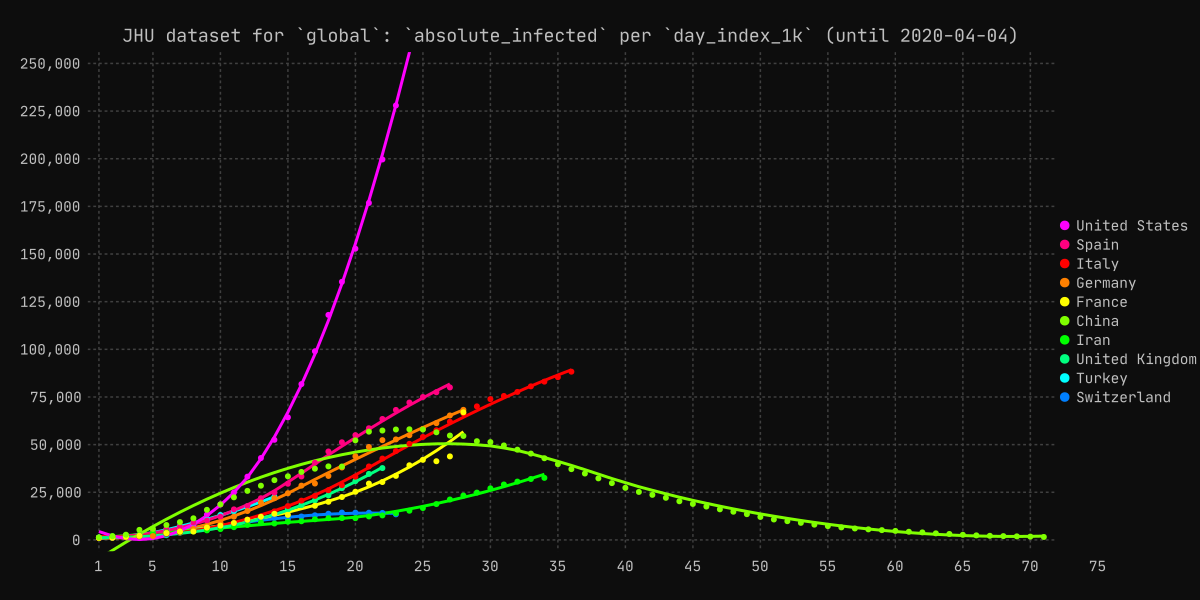 JHU dataset for `global`: `absolute_infected` per `day_index_1k` (until 2020-04-04)
250,000
225,000
200,000
175,000
150,000
125,000
100,000
75,000
50,000
25,000
0
1 5 10 15 20 25 30 35 40 45 50 55 60 65 70 75
United States
Spain
Italy
Germany
France
China
Iran
United Kingdom
Turkey
Switzerland